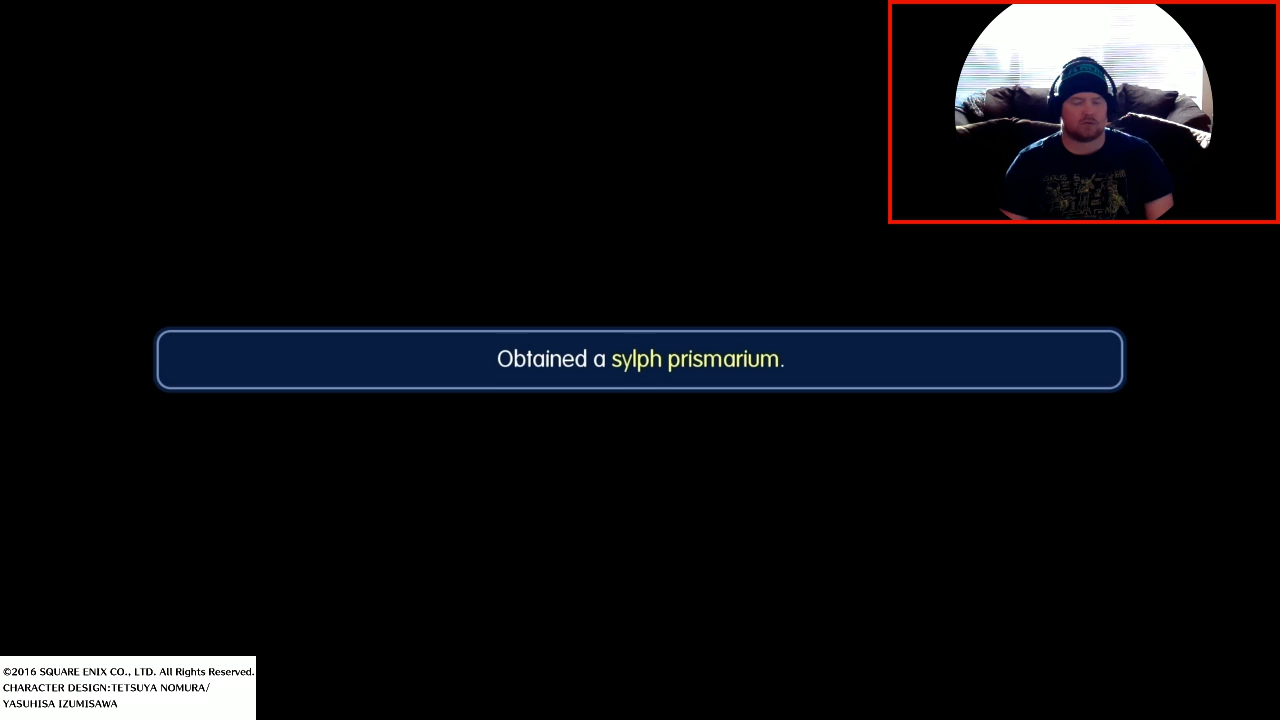 Obtained a sylph prismarium.
©2016 SQUARE ENIX CO., LTD. All Rights Reserved.
CHARACTER DESIGN:TETSUYA NOMURA/
YASUHISA IZUMISAWA